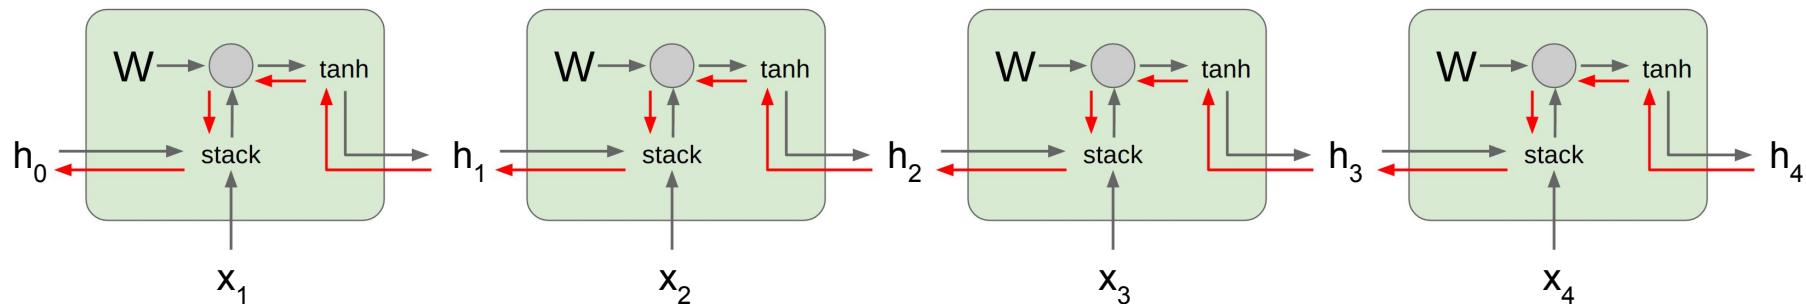 W tanh W tanh W tanh W tanh
h₀ stack h₁ stack h₂ stack h₃ stack h₄
x₁ x₂ x₃ x₄